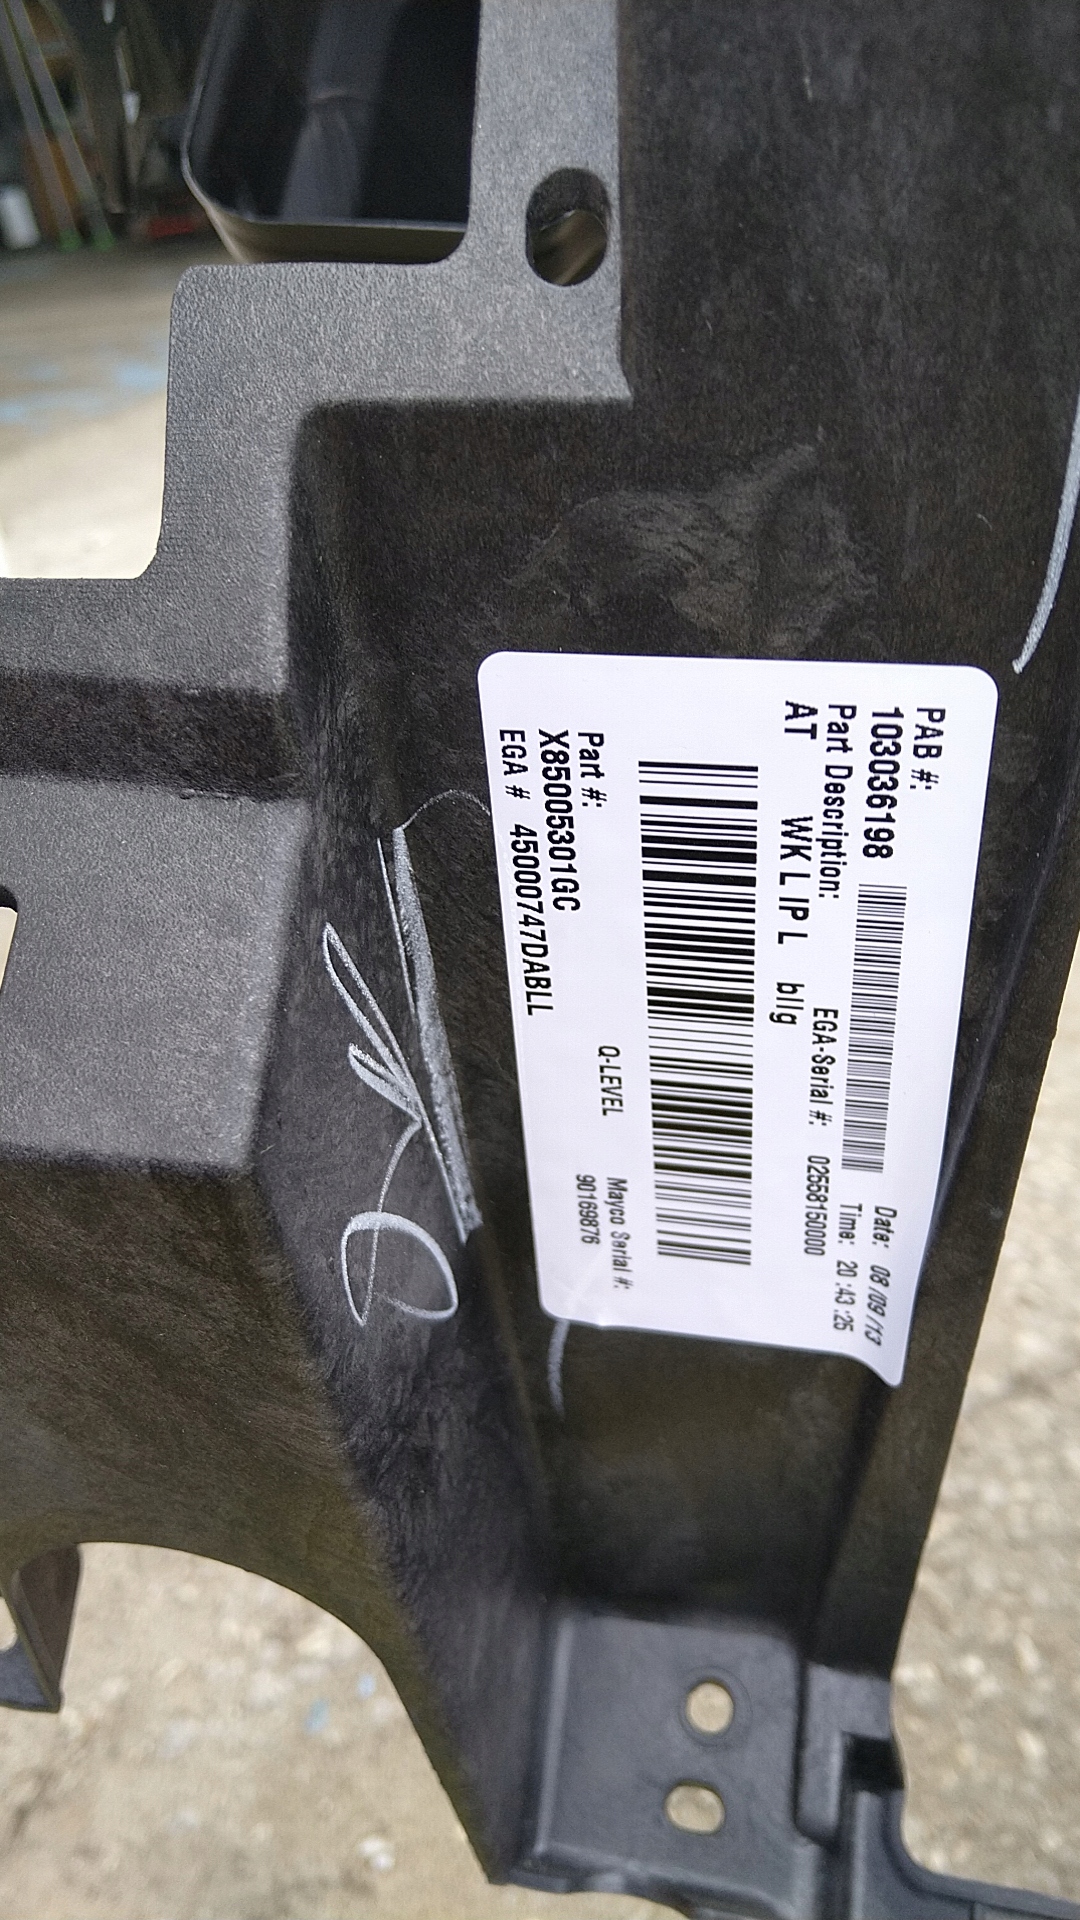 PAB #:
103036198
Date: 08/09/13
Time: 20:43:25
Part Description:
EGA-Serial #: 02558150000
AT WK L IP L bl|g
Part #:
X85005301GC
Q-LEVEL
Mayco Serial #:
90169876
EGA # 45000747DABLL